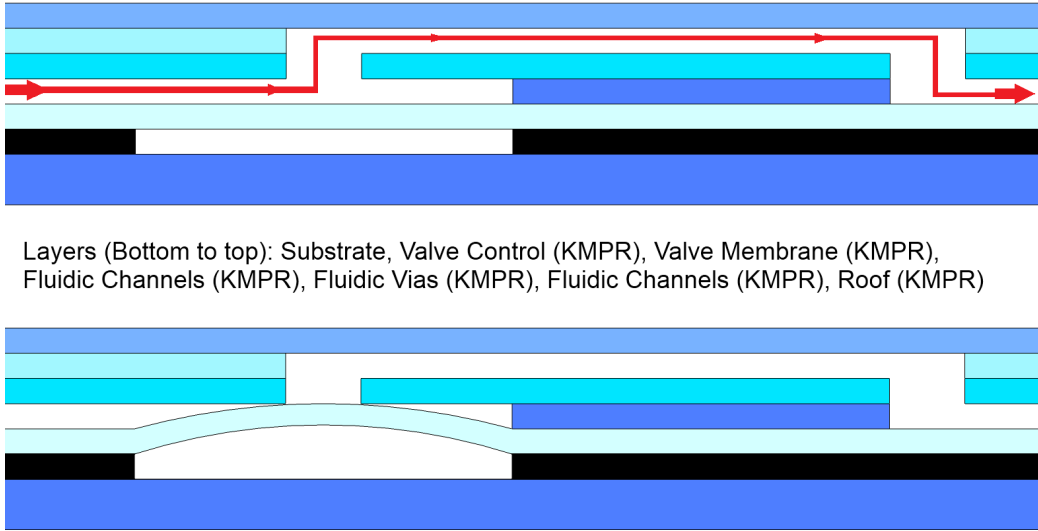 Layers (Bottom to top): Substrate, Valve Control (KMPR), Valve Membrane (KMPR),
Fluidic Channels (KMPR), Fluidic Vias (KMPR), Fluidic Channels (KMPR), Roof (KMPR)